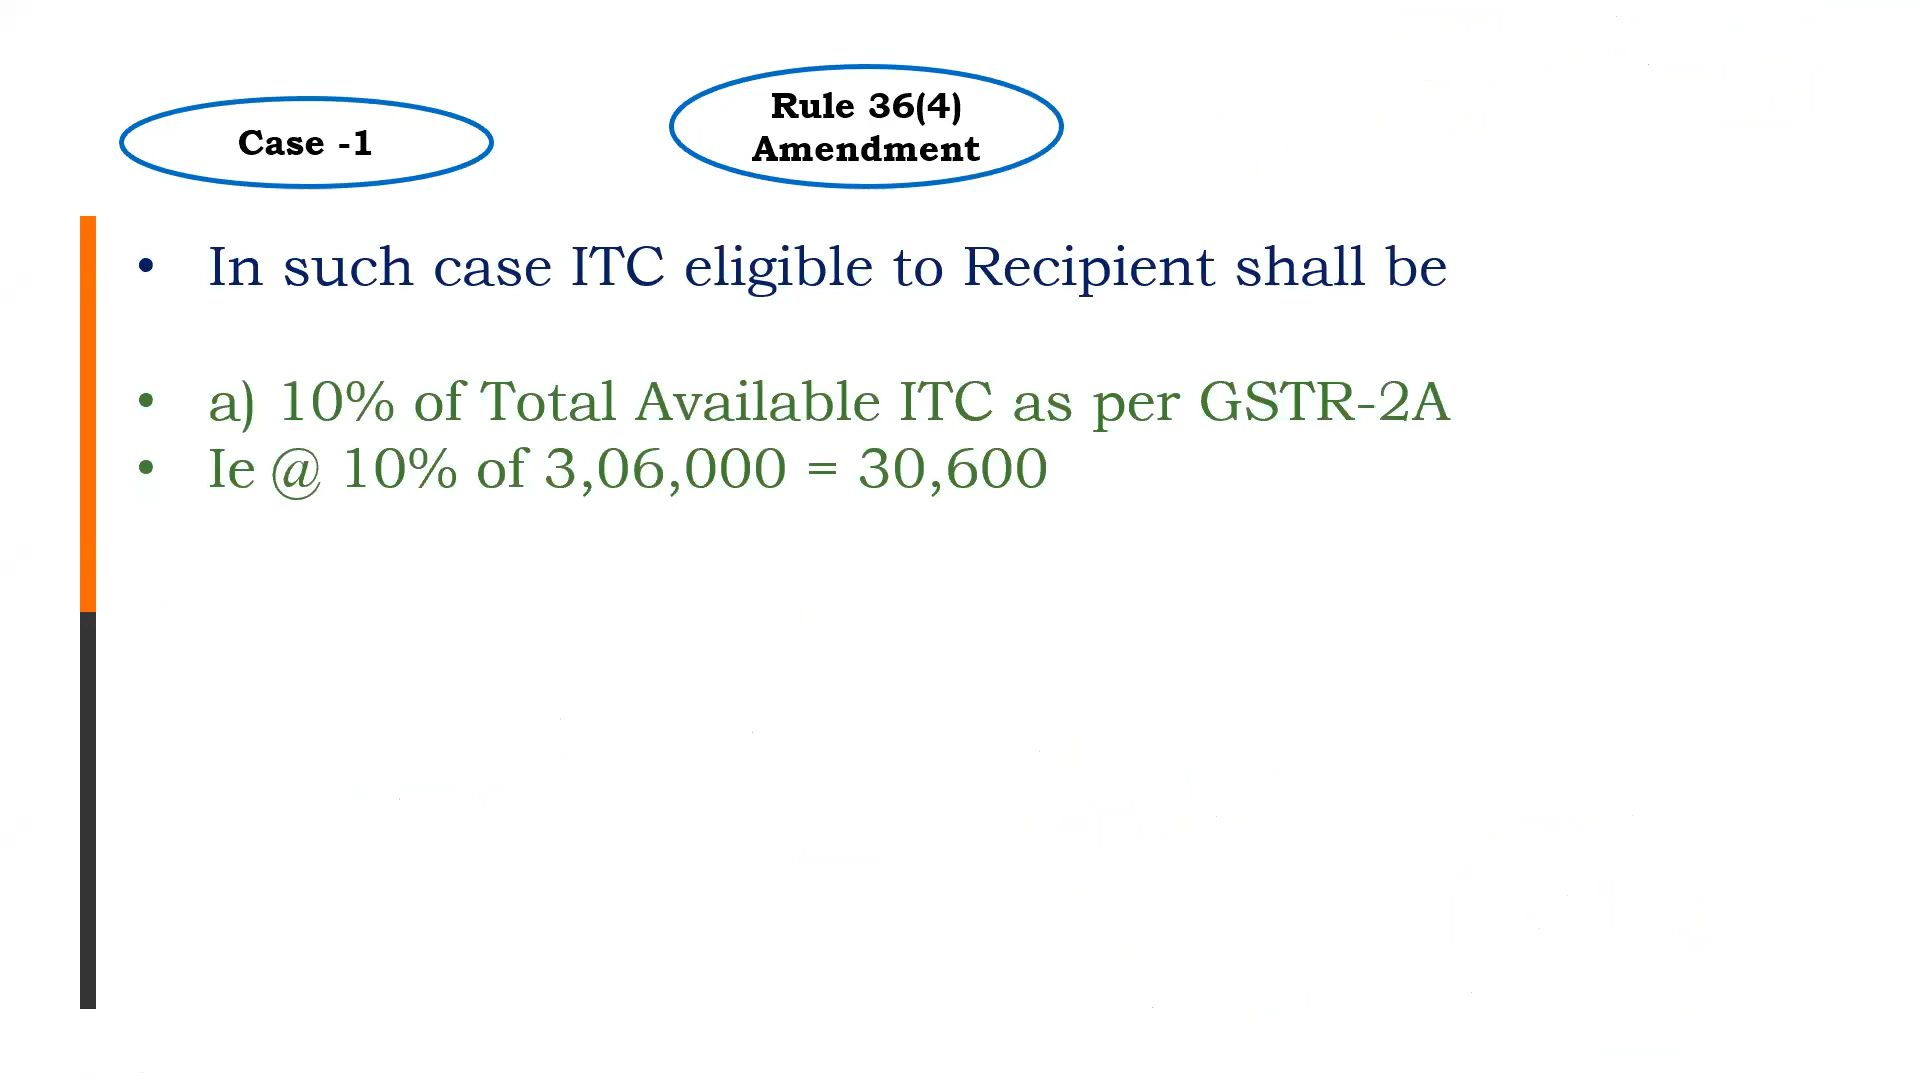 Case -1
Rule 36(4)
Amendment
• In such case ITC eligible to Recipient shall be
• a) 10% of Total Available ITC as per GSTR-2A
• Ie @ 10% of 3,06,000 = 30,600